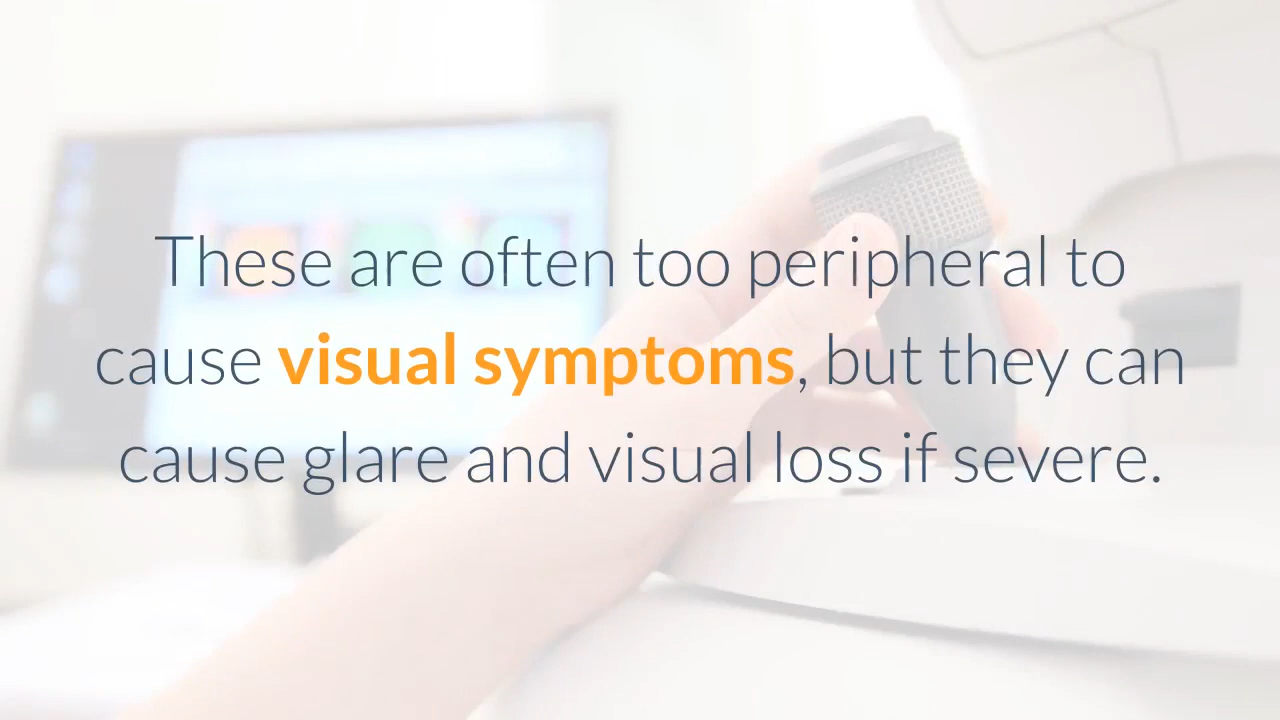 These are often too peripheral to
cause visual symptoms, but they can
cause glare and visual loss if severe.